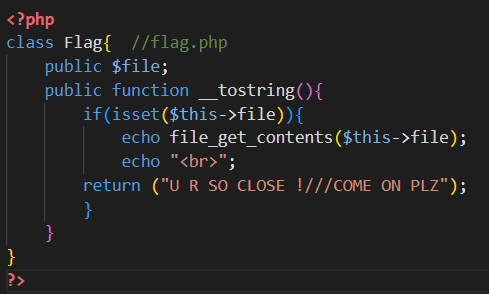 <?php
class Flag{  //flag.php
    public $file;
    public function __tostring(){
        if(isset($this->file)){
            echo file_get_contents($this->file);
            echo "<br>";
        return ("U R SO CLOSE !///COME ON PLZ");
        }
    }
}
?>